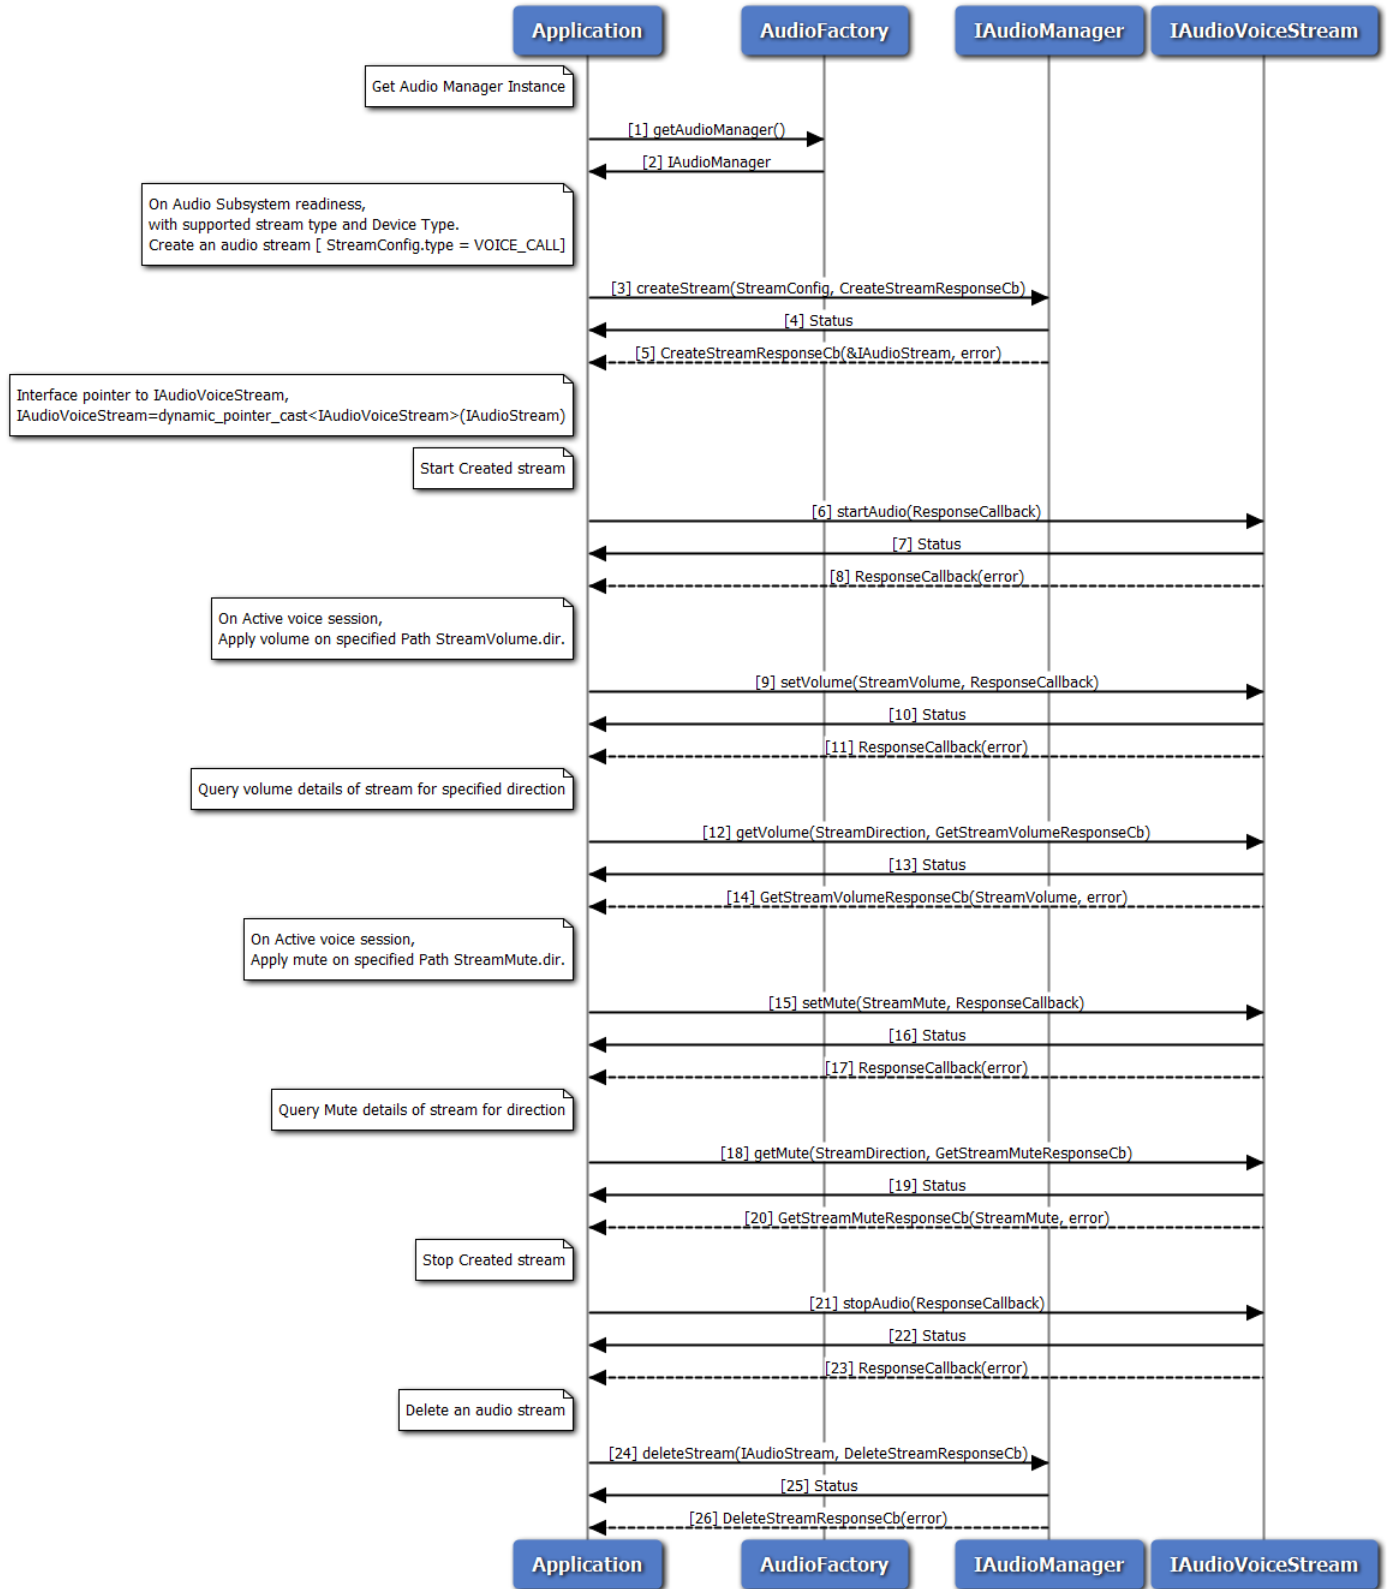 Application
AudioFactory
IAudioManager
IAudioVoiceStream
Get Audio Manager Instance
[1] getAudioManager()
[2] IAudioManager
On Audio Subsystem readiness,
with supported stream type and Device Type.
Create an audio stream [ StreamConfig.type = VOICE_CALL]
[3] createStream(StreamConfig, CreateStreamResponseCb)
[4] Status
[5] CreateStreamResponseCb(&IAudioStream, error)
Interface pointer to IAudioVoiceStream,
IAudioVoiceStream=dynamic_pointer_cast<IAudioVoiceStream>(IAudioStream)
Start Created stream
[6] startAudio(ResponseCallback)
[7] Status
[8] ResponseCallback(error)
On Active voice session,
Apply volume on specified Path StreamVolume.dir.
[9] setVolume(StreamVolume, ResponseCallback)
[10] Status
[11] ResponseCallback(error)
Query volume details of stream for specified direction
[12] getVolume(StreamDirection, GetStreamVolumeResponseCb)
[13] Status
[14] GetStreamVolumeResponseCb(StreamVolume, error)
On Active voice session,
Apply mute on specified Path StreamMute.dir.
[15] setMute(StreamMute, ResponseCallback)
[16] Status
[17] ResponseCallback(error)
Query Mute details of stream for direction
[18] getMute(StreamDirection, GetStreamMuteResponseCb)
[19] Status
[20] GetStreamMuteResponseCb(StreamMute, error)
Stop Created stream
[21] stopAudio(ResponseCallback)
[22] Status
[23] ResponseCallback(error)
Delete an audio stream
[24] deleteStream(IAudioStream, DeleteStreamResponseCb)
[25] Status
[26] DeleteStreamResponseCb(error)
Application
AudioFactory
IAudioManager
IAudioVoiceStream